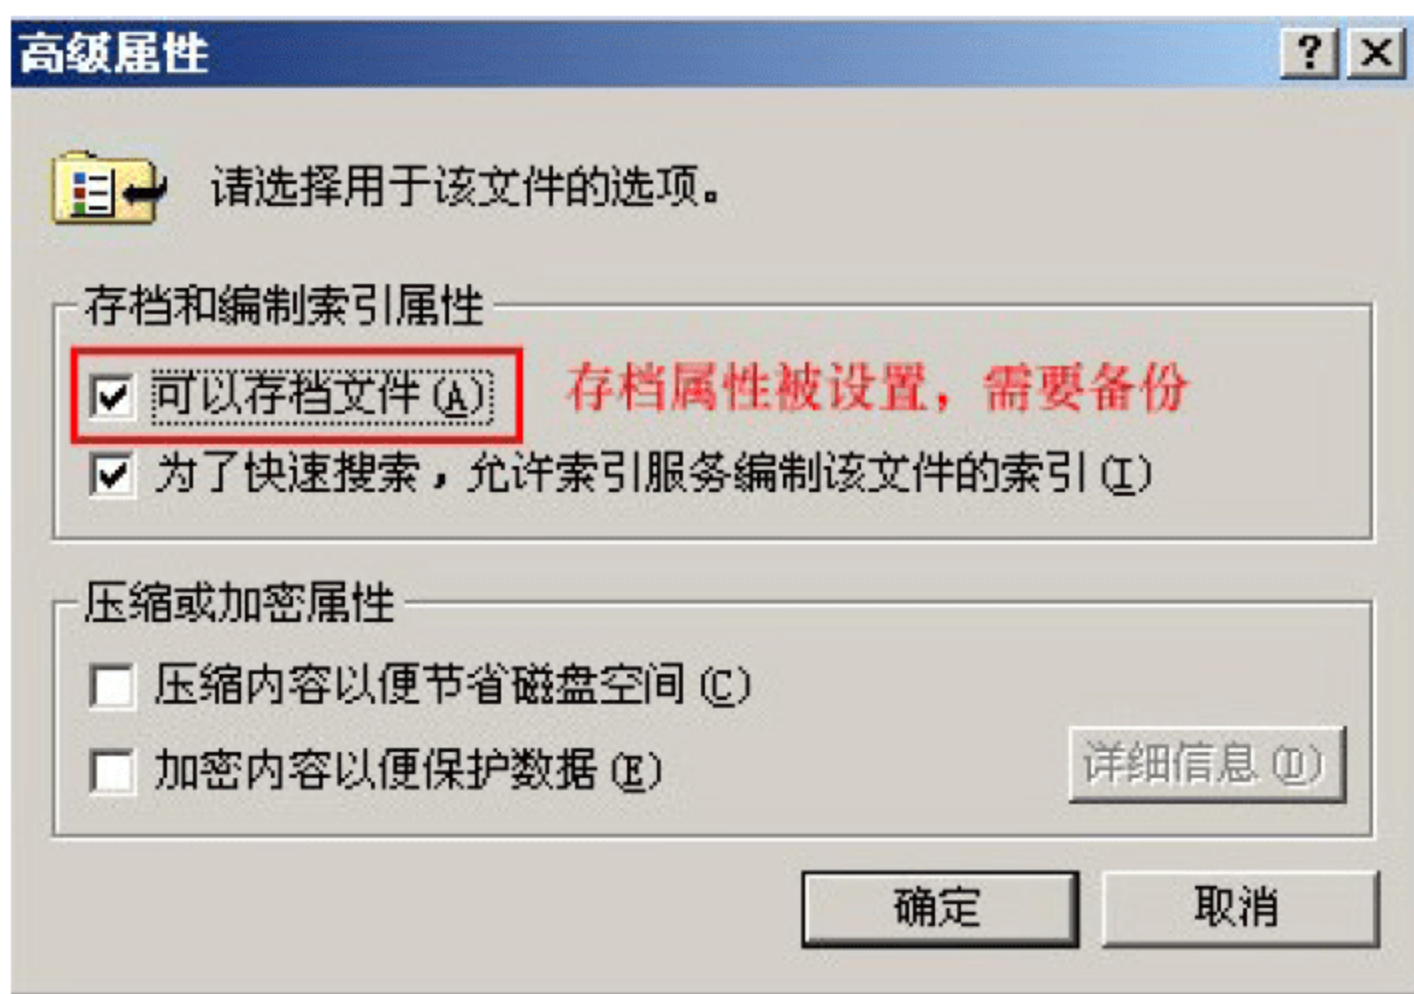 高级属性
请选择用于该文件的选项。
存档和编制索引属性
可以存档文件(A) 存档属性被设置，需要备份
为了快速搜索，允许索引服务编制该文件的索引(I)
压缩或加密属性
压缩内容以便节省磁盘空间(C)
加密内容以便保护数据(E)
详细信息(D)
确定 取消